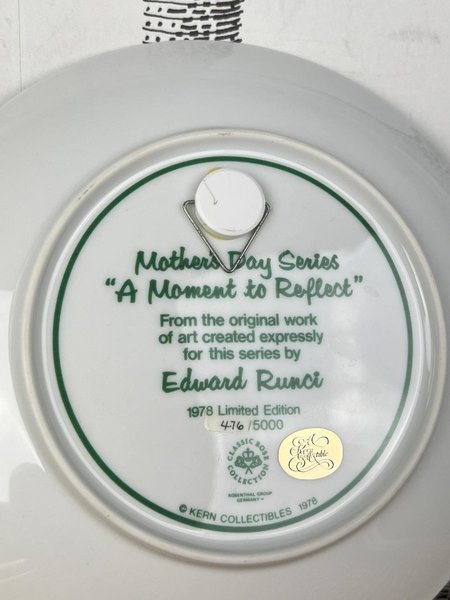 Mother's Day Series
"A Moment to Reflect"
From the original work
of art created expressly
for this series by
Edward Runci
1978 Limited Edition
476 /5000
CLASSIC ROSE
COLLECTION
ROSENTHAL GROUP
GERMANY
© KERN COLLECTIBLES 1978